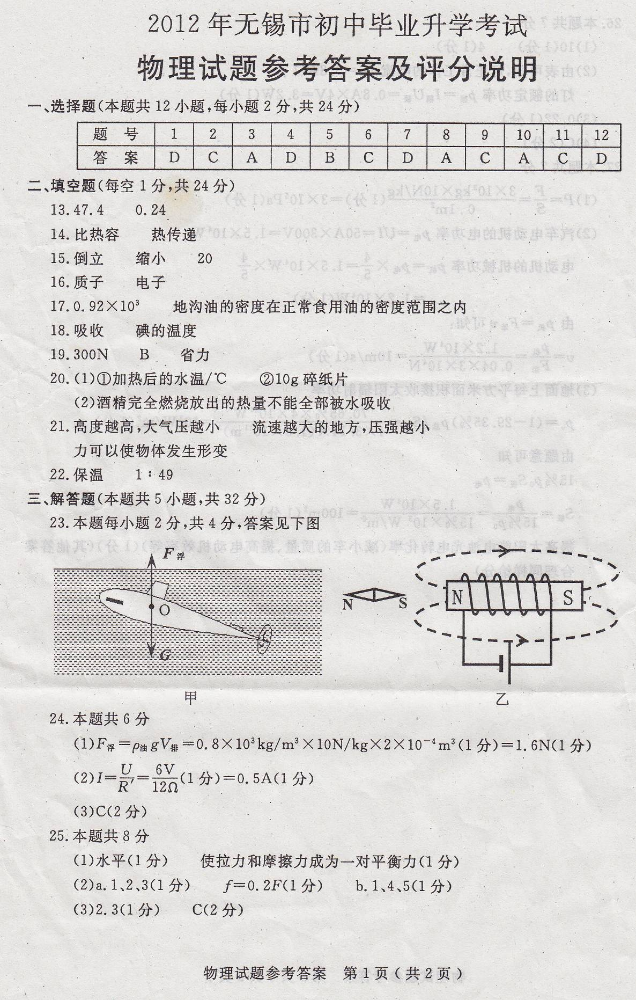 2012年无锡市初中毕业升学考试
物理试题参考答案及评分说明
一、选择题(本题共12小题,每小题2分,共24分)
题 号 1 2 3 4 5 6 7 8 9 10 11 12
答 案 D C A D B C D A C A C D
二、填空题(每空1分,共24分)
13.47.4 0.24
14.比热容 热传递
15.倒立 缩小 20
16.质子 电子
17.0.92×10³ 地沟油的密度在正常食用油的密度范围之内
18.吸收 碘的温度
19.300N B 省力
20.(1)①加热后的水温/℃ ②10g碎纸片
(2)酒精完全燃烧放出的热量不能全部被水吸收
21.高度越高,大气压越小 流速越大的地方,压强越小
力可以使物体发生形变
22.保温 1∶49
三、解答题(本题共5小题,共32分)
23.本题每小题2分,共4分,答案见下图
F浮
O
G
N S
N S
甲 乙
24.本题共6分
(1)F浮=ρ油gV排=0.8×10³kg/m³×10N/kg×2×10⁻⁴m³(1分)=1.6N(1分)
(2)I=U/R′=6V/12Ω(1分)=0.5A(1分)
(3)C(2分)
25.本题共8分
(1)水平(1分) 使拉力和摩擦力成为一对平衡力(1分)
(2)a.1、2、3(1分) f=0.2F(1分) b.1、4、5(1分)
(3)2.3(1分) C(2分)
物理试题参考答案 第1页(共2页)